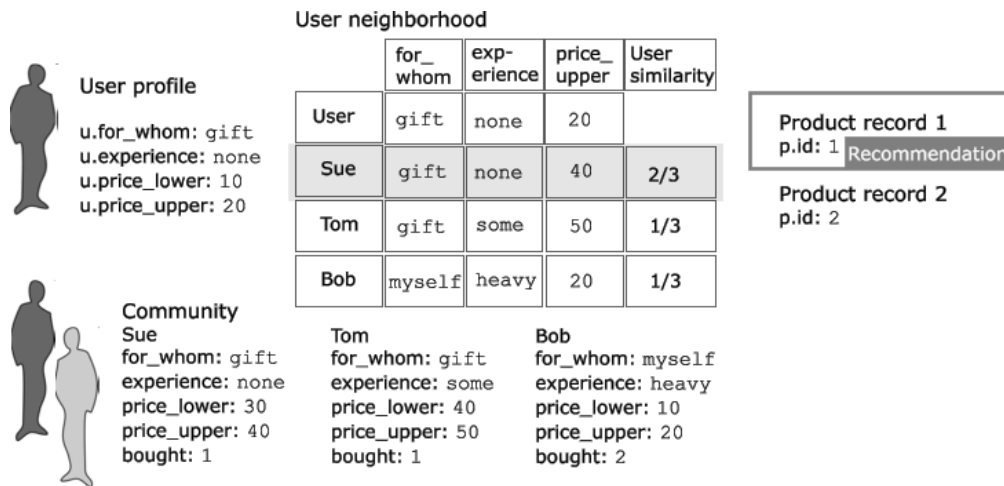 User neighborhood
User profile
u.for_whom: gift
u.experience: none
u.price_lower: 10
u.price_upper: 20
for_ whom exp- erience price_ upper User similarity
User gift none 20
Sue gift none 40 2/3
Tom gift some 50 1/3
Bob myself heavy 20 1/3
Product record 1
p.id: 1 Recommendation
Product record 2
p.id: 2
Community
Sue
for_whom: gift
experience: none
price_lower: 30
price_upper: 40
bought: 1
Tom
for_whom: gift
experience: some
price_lower: 40
price_upper: 50
bought: 1
Bob
for_whom: myself
experience: heavy
price_lower: 10
price_upper: 20
bought: 2